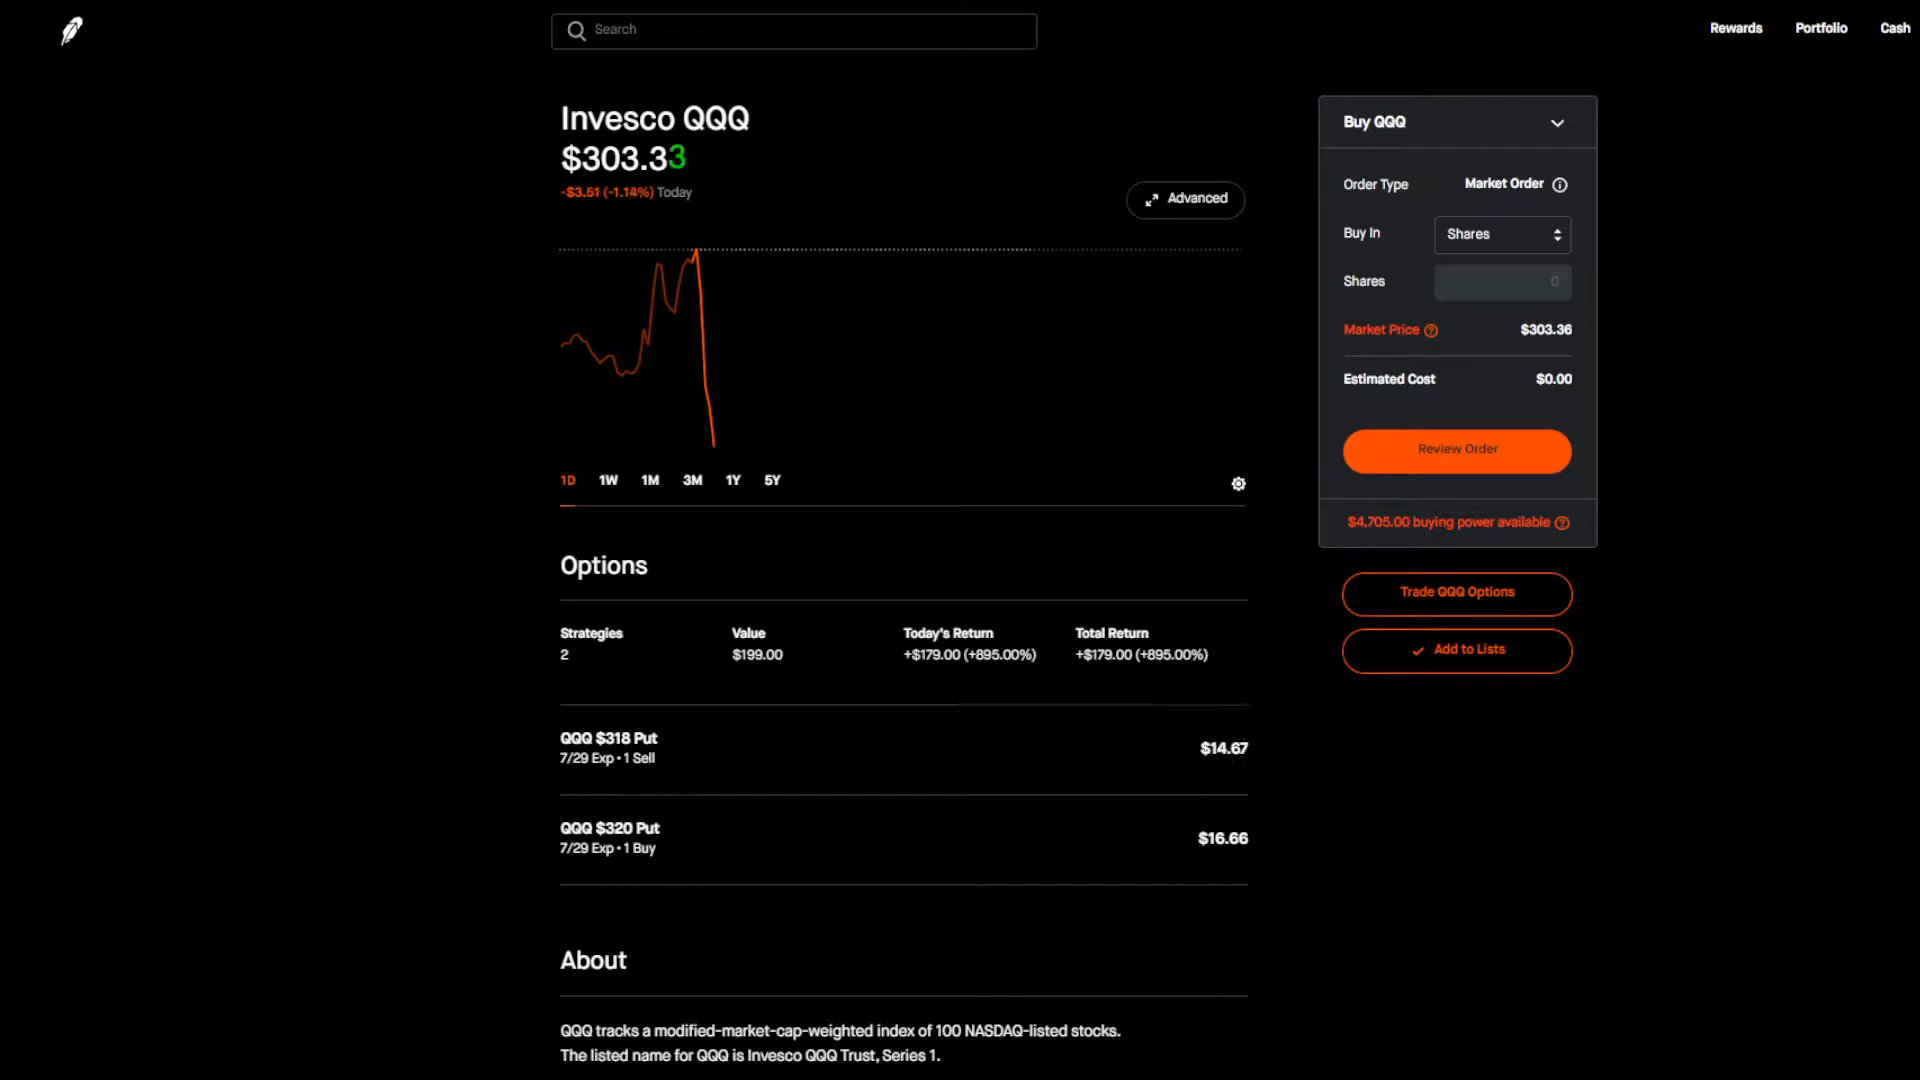 Search
Rewards
Portfolio
Cash
Invesco QQQ
$303.33
-$3.51 (-1.14%) Today
Advanced
1D
1W
1M
3M
1Y
5Y
Options
Strategies
Value
Today's Return
Total Return
2
$199.00
+$179.00 (+895.00%)
+$179.00 (+895.00%)
QQQ $318 Put
7/29 Exp • 1 Sell
$14.67
QQQ $320 Put
7/29 Exp • 1 Buy
$16.66
About
QQQ tracks a modified-market-cap-weighted index of 100 NASDAQ-listed stocks.
The listed name for QQQ is Invesco QQQ Trust, Series 1.
Buy QQQ
Order Type
Market Order
Buy In
Shares
Shares
0
Market Price
$303.36
Estimated Cost
$0.00
Review Order
$4,705.00 buying power available
Trade QQQ Options
Add to Lists